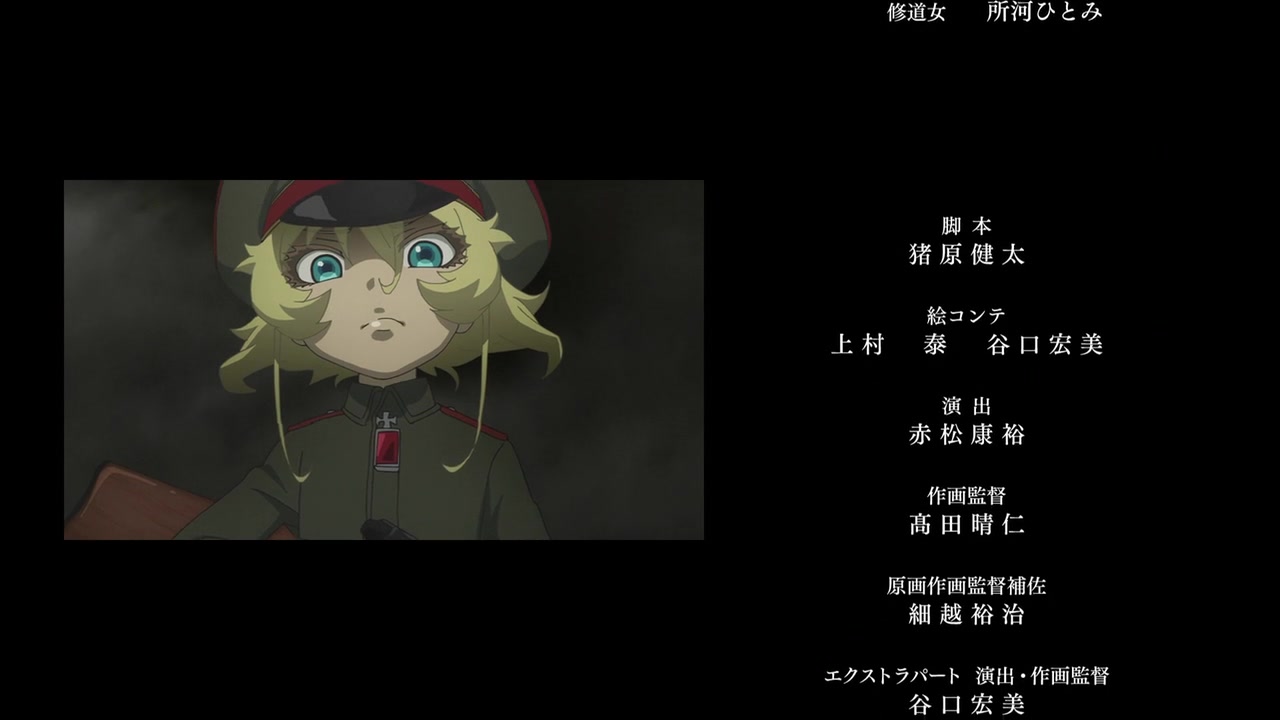 修道女　所河ひとみ
脚本
猪原健太
絵コンテ
上村　泰　谷口宏美
演出
赤松康裕
作画監督
髙田晴仁
原画作画監督補佐
細越裕治
エクストラパート　演出・作画監督
谷口宏美